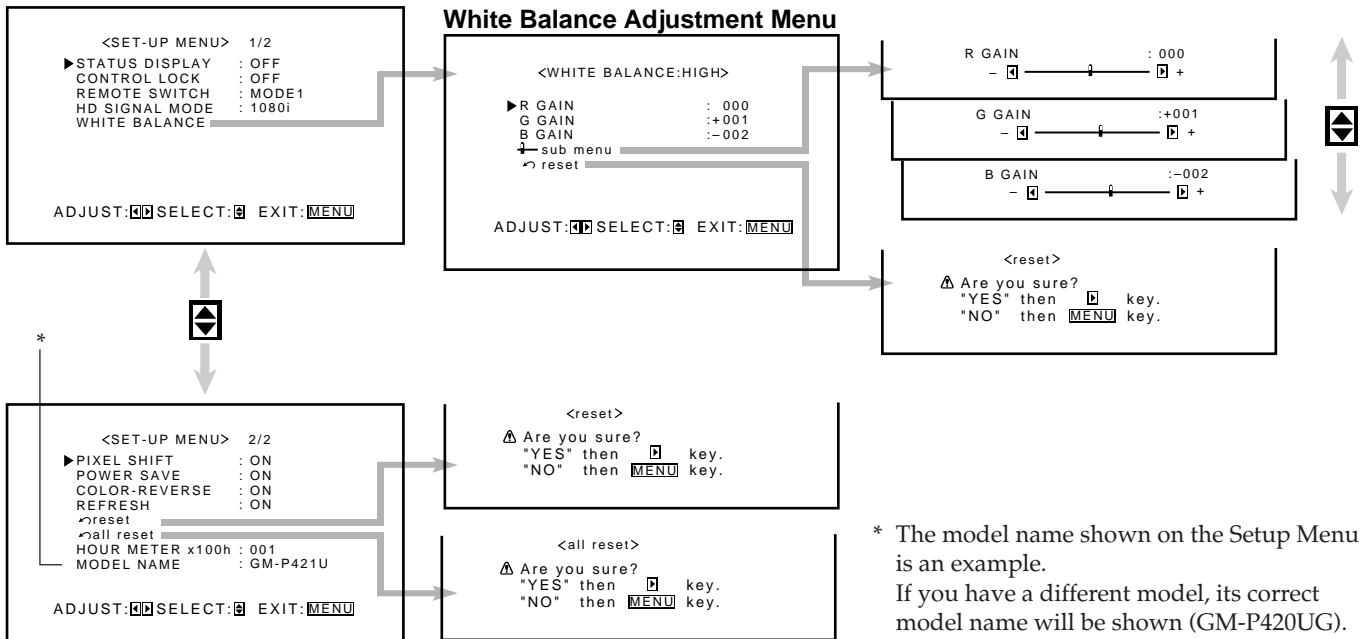 White Balance Adjustment Menu
<SET-UP MENU> 1/2
▶STATUS DISPLAY : OFF
CONTROL LOCK : OFF
REMOTE SWITCH : MODE1
HD SIGNAL MODE : 1080i
WHITE BALANCE
ADJUST:◀▶ SELECT: EXIT: MENU
<WHITE BALANCE:HIGH>
▶R GAIN : 000
G GAIN :+001
B GAIN :–002
sub menu
reset
ADJUST:◀▶ SELECT: EXIT: MENU
R GAIN : 000
– ◀ ▶ +
G GAIN :+001
– ◀ ▶ +
B GAIN :–002
– ◀ ▶ +
<reset>
Are you sure?
"YES" then ▶ key.
"NO" then MENU key.
*
<SET-UP MENU> 2/2
▶PIXEL SHIFT : ON
POWER SAVE : ON
COLOR-REVERSE : ON
REFRESH : ON
reset
all reset
HOUR METER x100h : 001
MODEL NAME : GM-P421U
ADJUST:◀▶ SELECT: EXIT: MENU
<reset>
Are you sure?
"YES" then ▶ key.
"NO" then MENU key.
<all reset>
Are you sure?
"YES" then ▶ key.
"NO" then MENU key.
* The model name shown on the Setup Menu
is an example.
If you have a different model, its correct
model name will be shown (GM-P420UG).